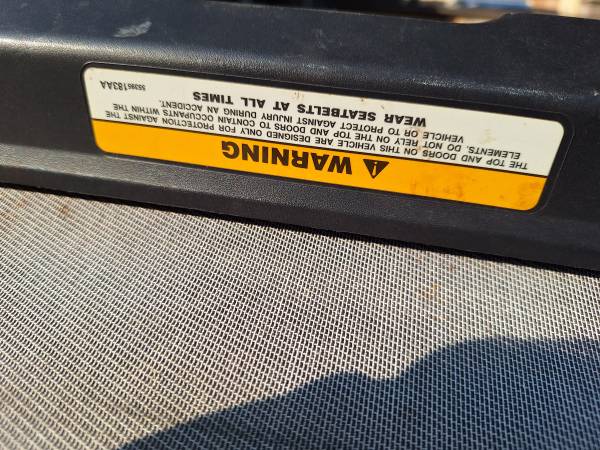 ⚠ WARNING
THE TOP AND DOORS ON THIS VEHICLE ARE DESIGNED ONLY FOR PROTECTION AGAINST THE
ELEMENTS. DO NOT RELY ON THE TOP AND DOORS TO CONTAIN OCCUPANTS WITHIN THE
VEHICLE OR TO PROTECT AGAINST INJURY DURING AN ACCIDENT.
WEAR SEATBELTS AT ALL TIMES
55395183AA